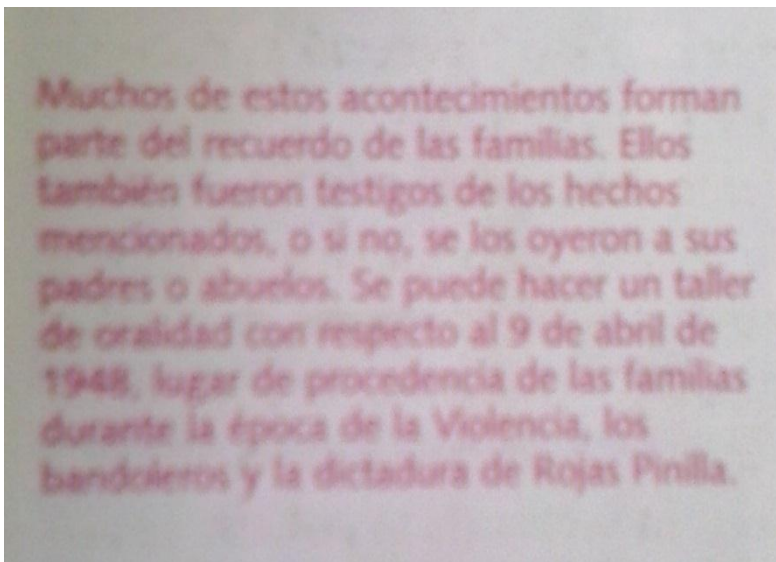 Muchos de estos acontecimientos forman
parte del recuerdo de las familias. Ellos
también fueron testigos de los hechos
mencionados, o si no, se los oyeron a sus
padres o abuelos. Se puede hacer un taller
de oralidad con respecto al 9 de abril de
1948, lugar de procedencia de las familias
durante la época de la Violencia, los
bandoleros y la dictadura de Rojas Pinilla.